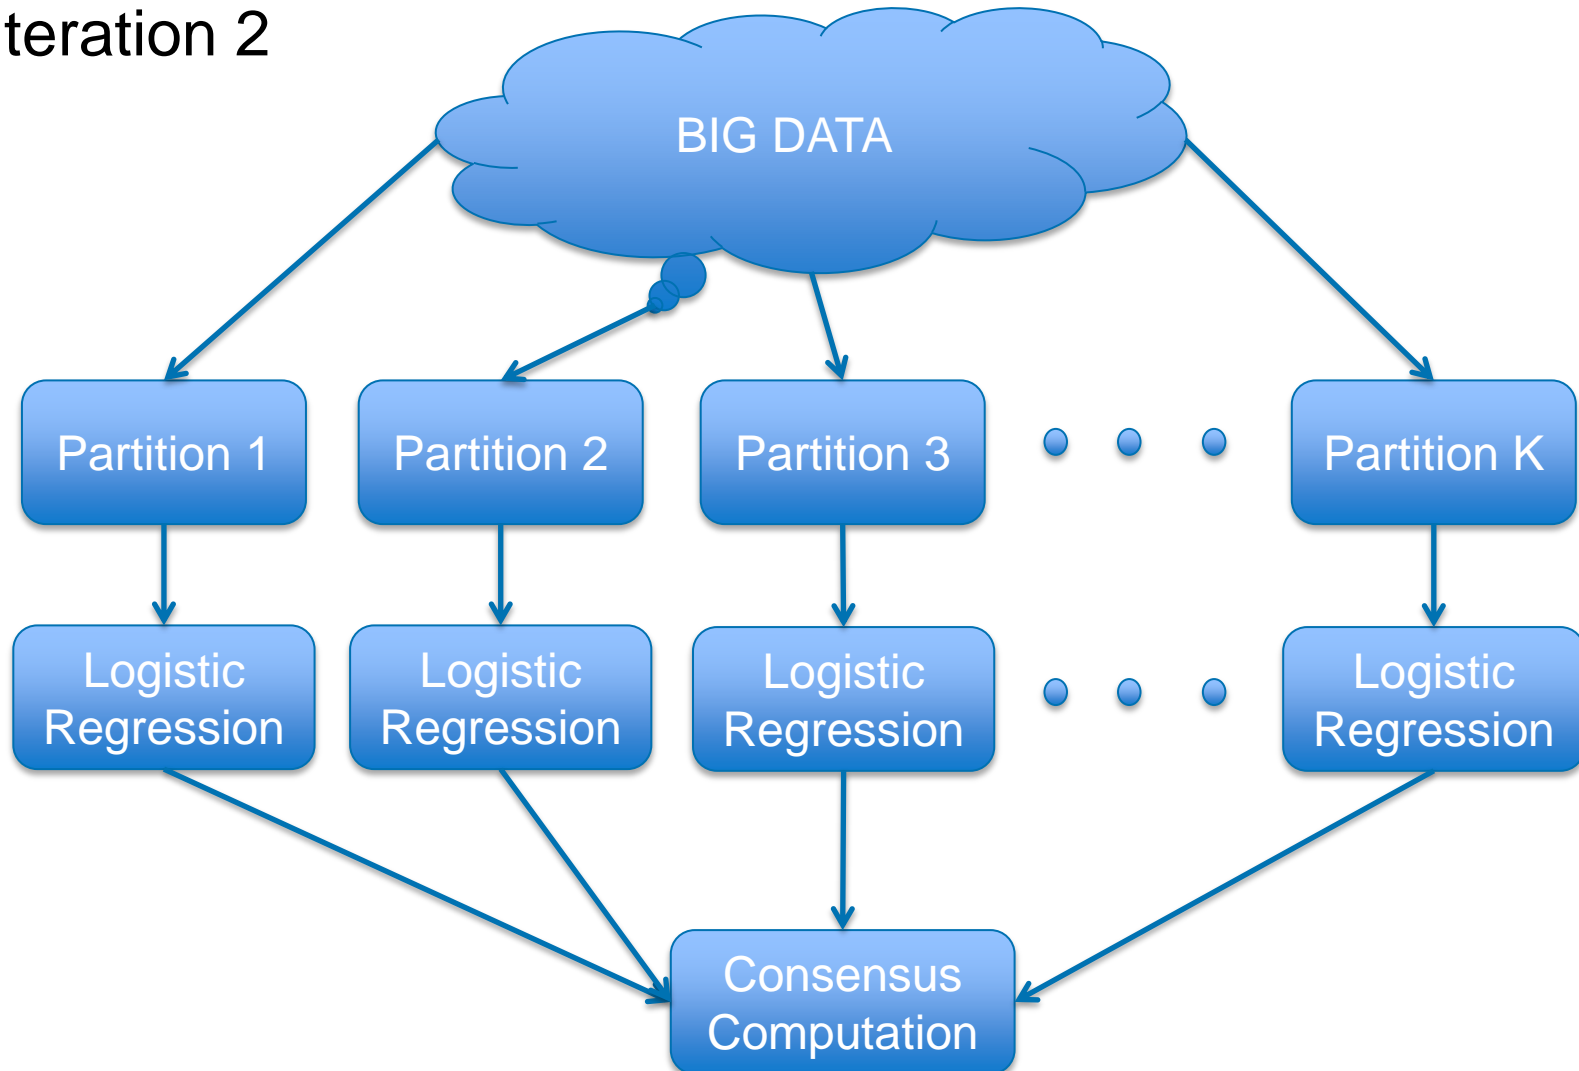 teration 2
BIG DATA
Partition 1
Partition 2
Partition 3
Partition K
Logistic
Regression
Logistic
Regression
Logistic
Regression
Logistic
Regression
Consensus
Computation